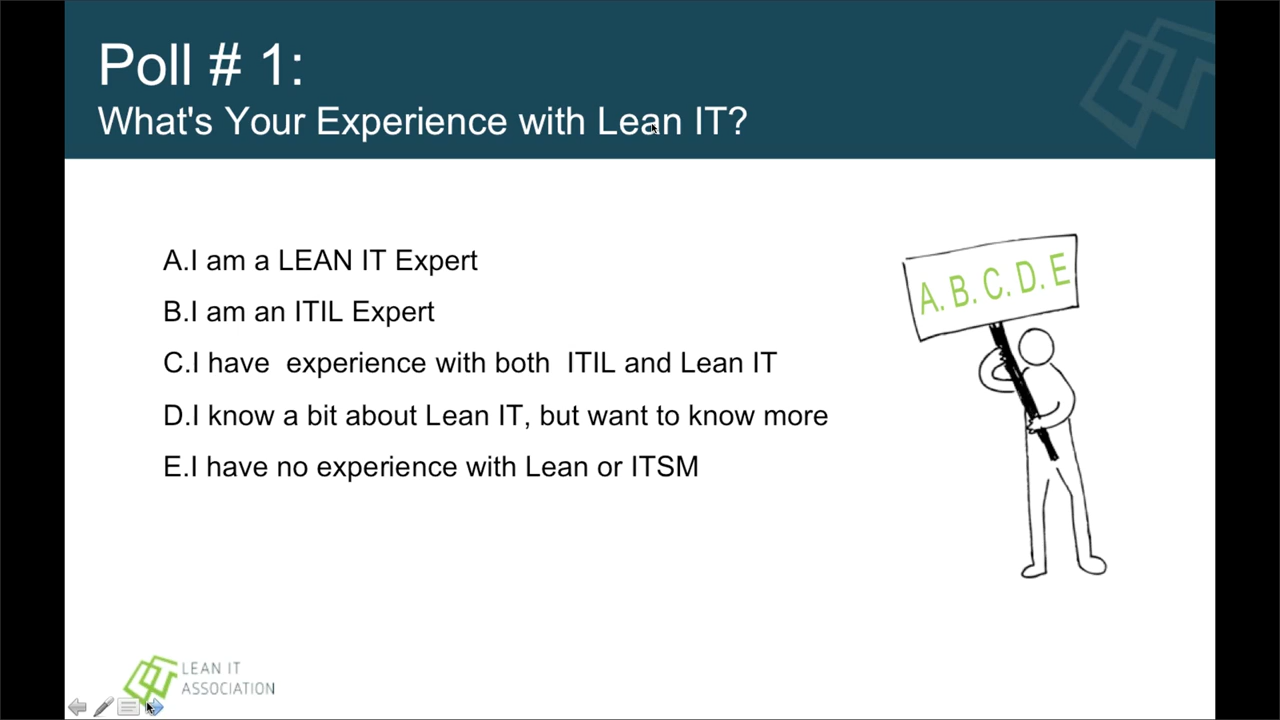 Poll # 1:
What's Your Experience with Lean IT?
A.I am a LEAN IT Expert
B.I am an ITIL Expert
C.I have  experience with both  ITIL and Lean IT
D.I know a bit about Lean IT, but want to know more
E.I have no experience with Lean or ITSM
A. B. C. D. E
LEAN IT
ASSOCIATION